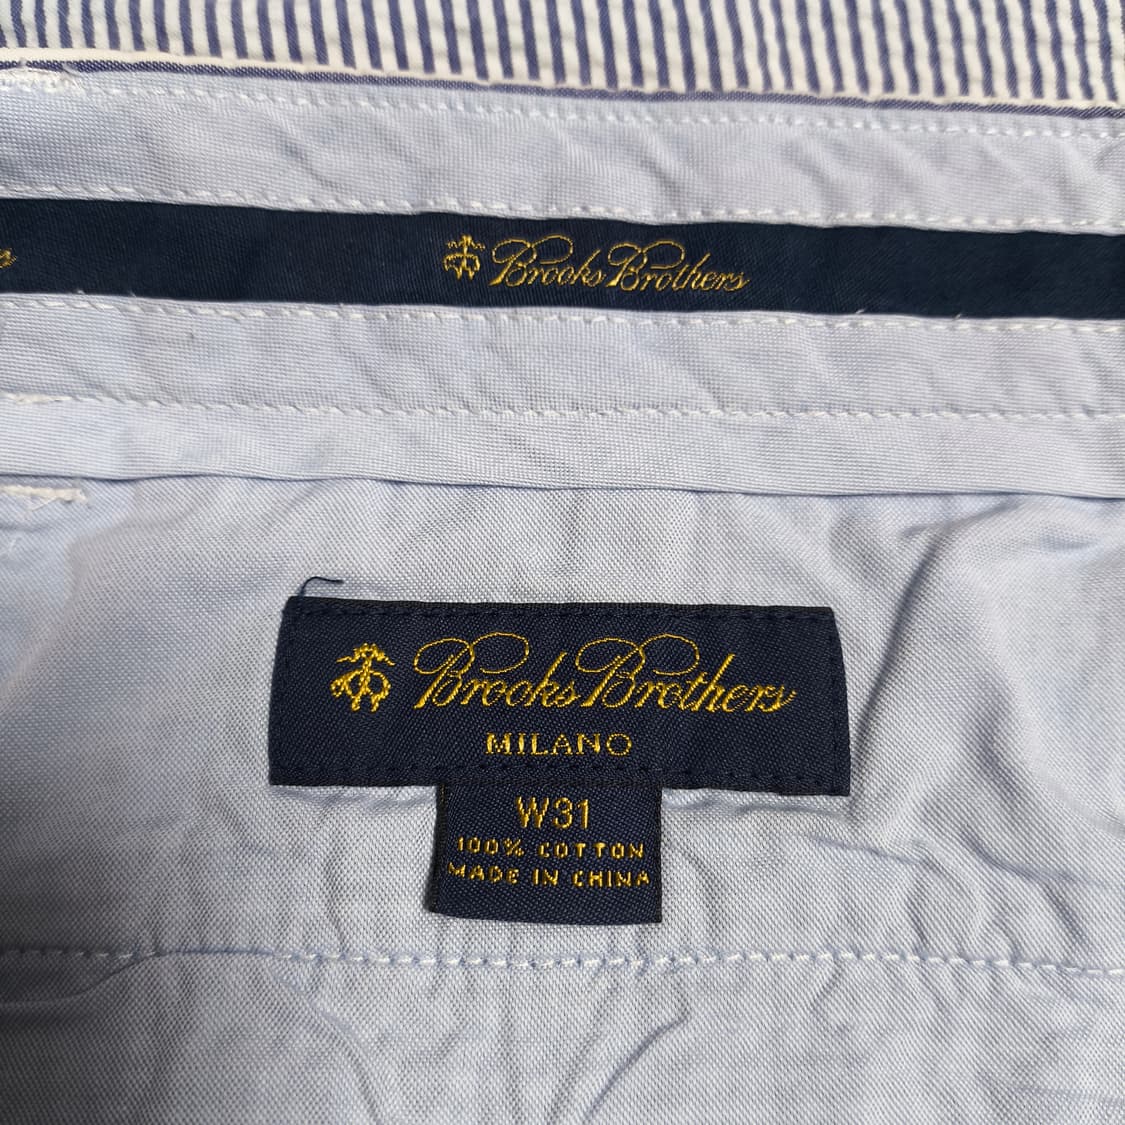 Brooks Brothers
Brooks Brothers
MILANO
W31
100% COTTON
MADE IN CHINA